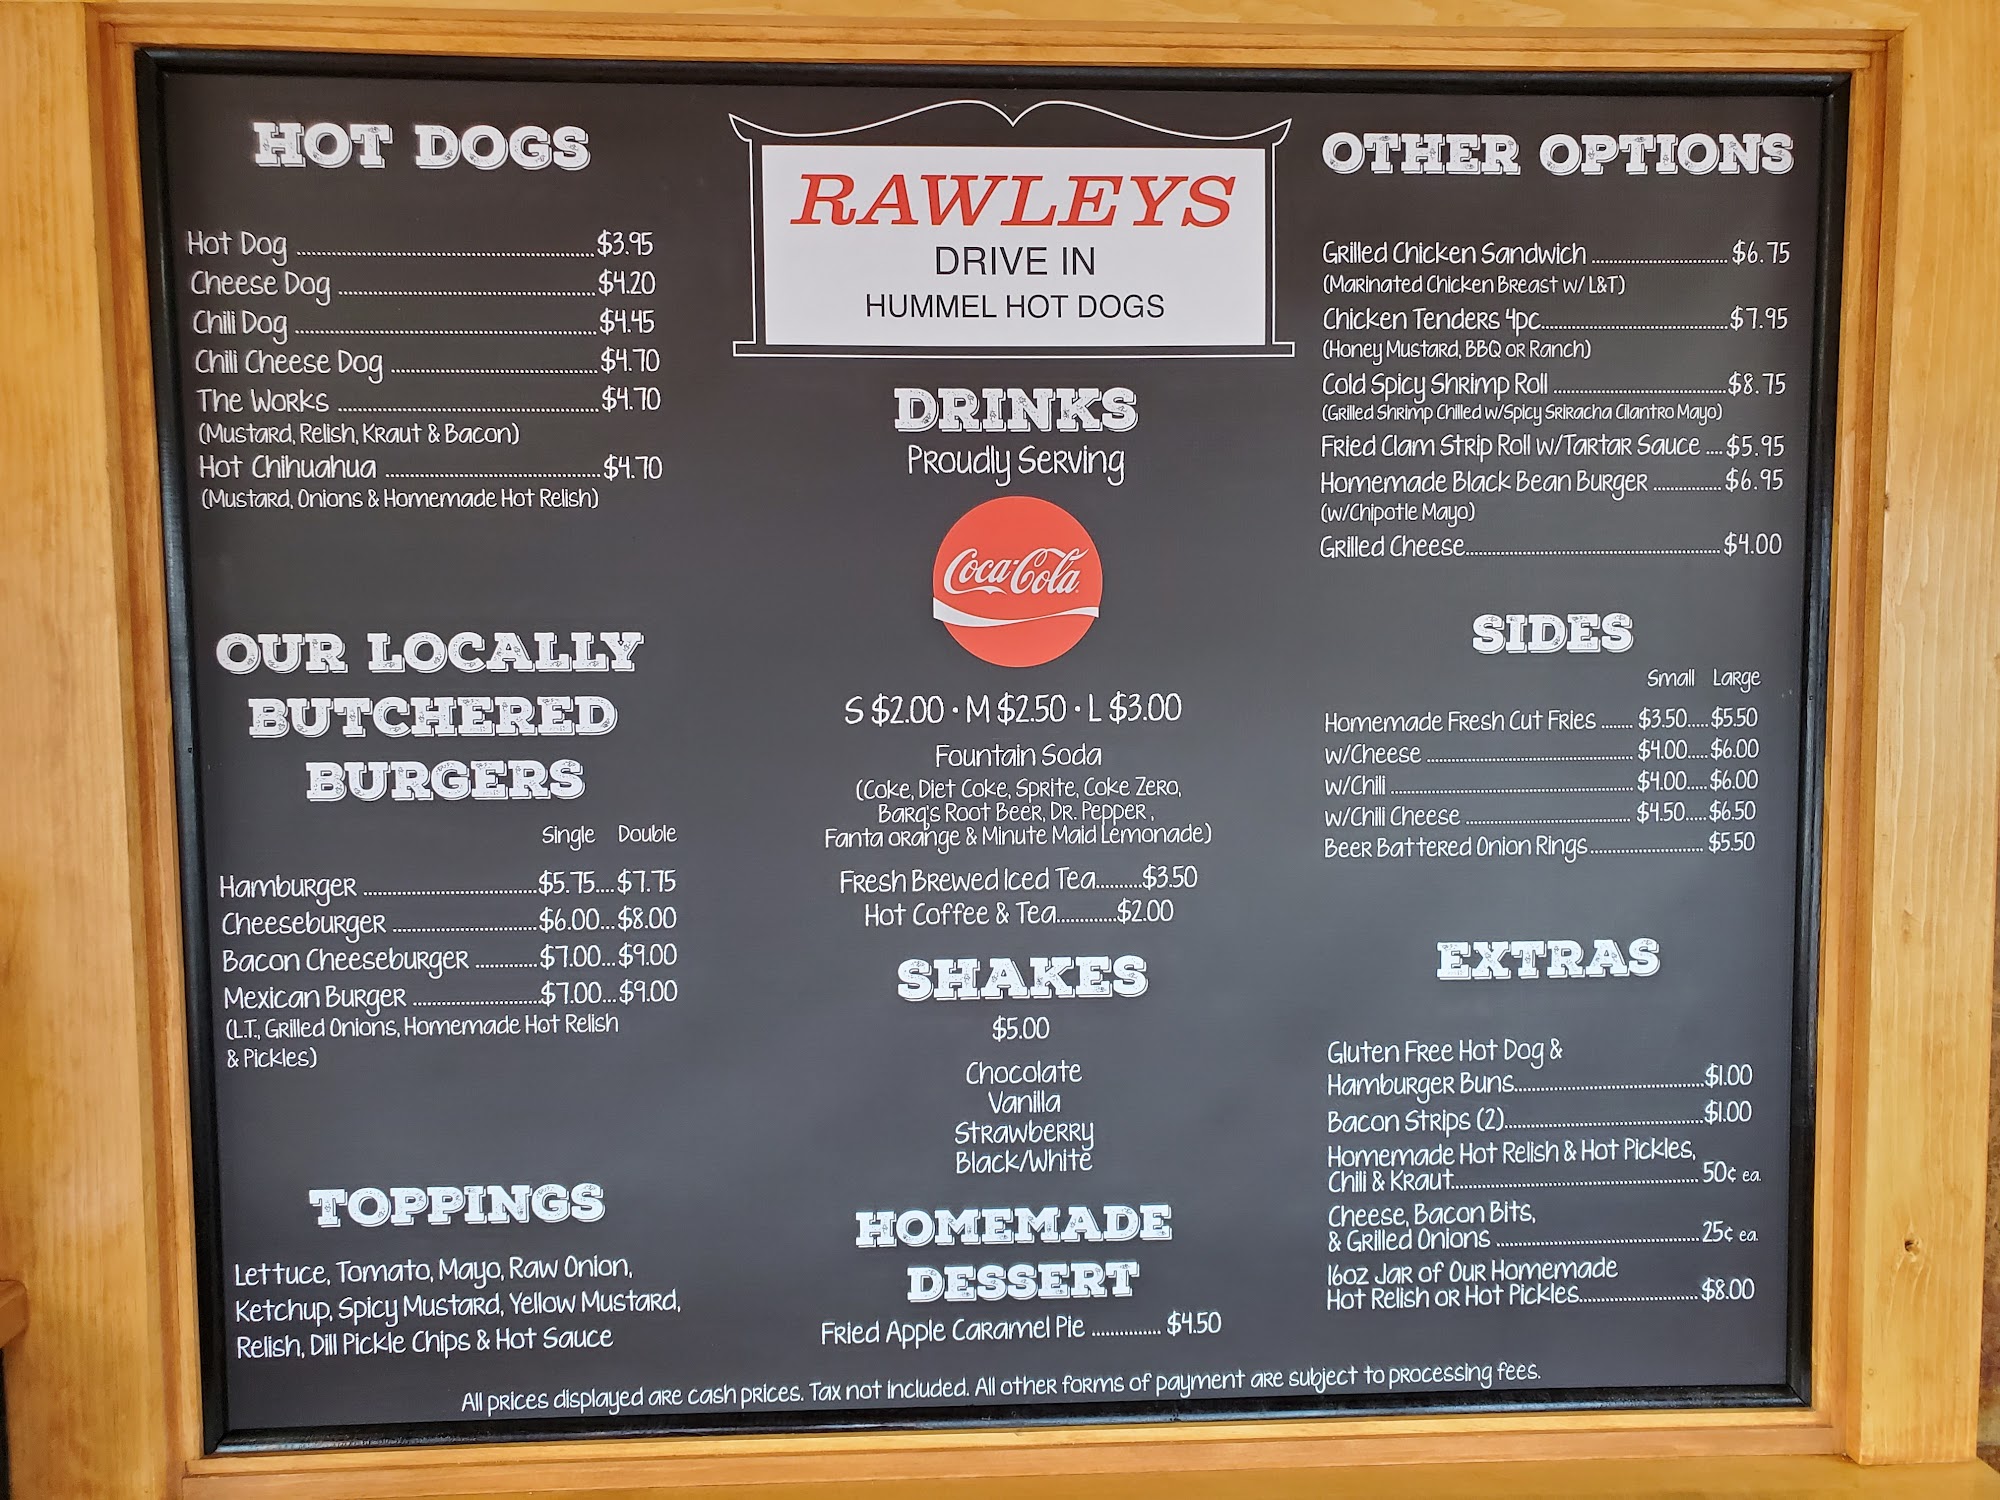 HOT DOGS
Hot Dog ........ $3.95
Cheese Dog ........ $4.20
Chili Dog ........ $4.45
Chili Cheese Dog ........ $4.70
The Works ........ $4.70
(Mustard, Relish, Kraut & Bacon)
Hot Chihuahua ........ $4.70
(Mustard, Onions & Homemade Hot Relish)
OUR LOCALLY
BUTCHERED
BURGERS
Single Double
Hamburger ........ $5.75....$7.75
Cheeseburger ........ $6.00...$8.00
Bacon Cheeseburger ........ $7.00...$9.00
Mexican Burger ........ $7.00...$9.00
(L.T., Grilled Onions, Homemade Hot Relish
& Pickles)
TOPPINGS
Lettuce, Tomato, Mayo, Raw Onion,
Ketchup, Spicy Mustard, Yellow Mustard,
Relish, Dill Pickle Chips & Hot Sauce
RAWLEYS
DRIVE IN
HUMMEL HOT DOGS
DRINKS
Proudly Serving
Coca-Cola
S $2.00 · M $2.50 · L $3.00
Fountain Soda
(Coke, Diet Coke, Sprite, Coke Zero,
Barq's Root Beer, Dr. Pepper,
Fanta orange & Minute Maid Lemonade)
Fresh Brewed Iced Tea..........$3.50
Hot Coffee & Tea.............$2.00
SHAKES
$5.00
Chocolate
Vanilla
Strawberry
Black/White
HOMEMADE
DESSERT
Fried Apple Caramel Pie ............... $4.50
OTHER OPTIONS
Grilled Chicken Sandwich ........ $6.75
(Marinated Chicken Breast w/ L&T)
Chicken Tenders 4pc........ $7.95
(Honey Mustard, BBQ or Ranch)
Cold Spicy Shrimp Roll ........ $8.75
(Grilled Shrimp Chilled w/Spicy Sriracha Cilantro Mayo)
Fried Clam Strip Roll w/Tartar Sauce .... $5.95
Homemade Black Bean Burger ........ $6.95
(w/Chipotle Mayo)
Grilled Cheese........ $4.00
SIDES
Small Large
Homemade Fresh Cut Fries ....... $3.50.....$5.50
w/Cheese ........ $4.00.....$6.00
w/Chili ........ $4.00.....$6.00
w/Chili Cheese ........ $4.50.....$6.50
Beer Battered Onion Rings........ $5.50
EXTRAS
Gluten Free Hot Dog &
Hamburger Buns........$1.00
Bacon Strips (2)........$1.00
Homemade Hot Relish & Hot Pickles,
Chili & Kraut........ 50¢ ea.
Cheese, Bacon Bits,
& Grilled Onions ........ 25¢ ea.
16oz Jar of Our Homemade
Hot Relish or Hot Pickles........ $8.00
All prices displayed are cash prices. Tax not included. All other forms of payment are subject to processing fees.